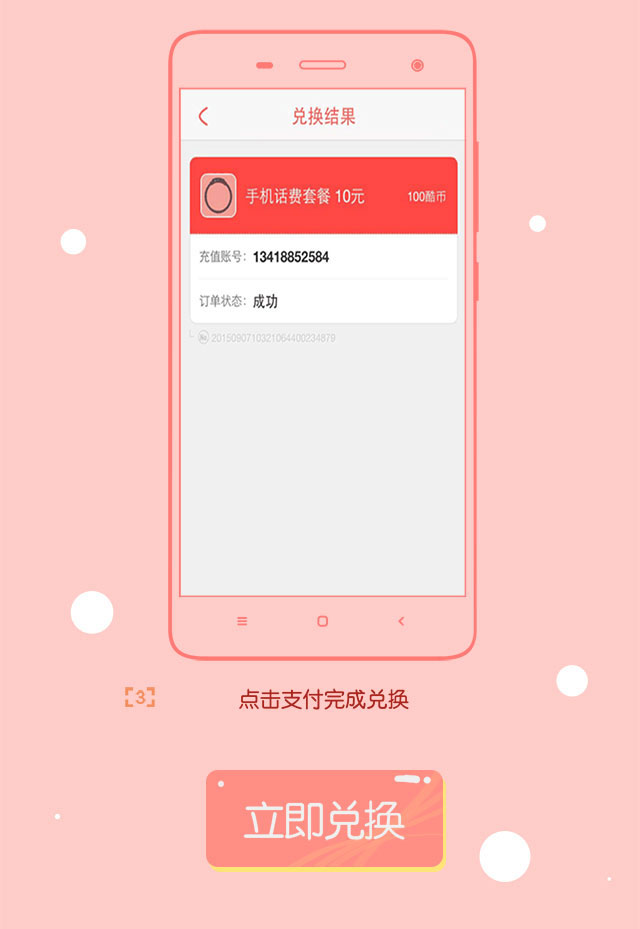 兑换结果
手机话费套餐 10元 100酷币
充值账号: 13418852584
订单状态: 成功
2015090710321064400234879
[3] 点击支付完成兑换
立即兑换